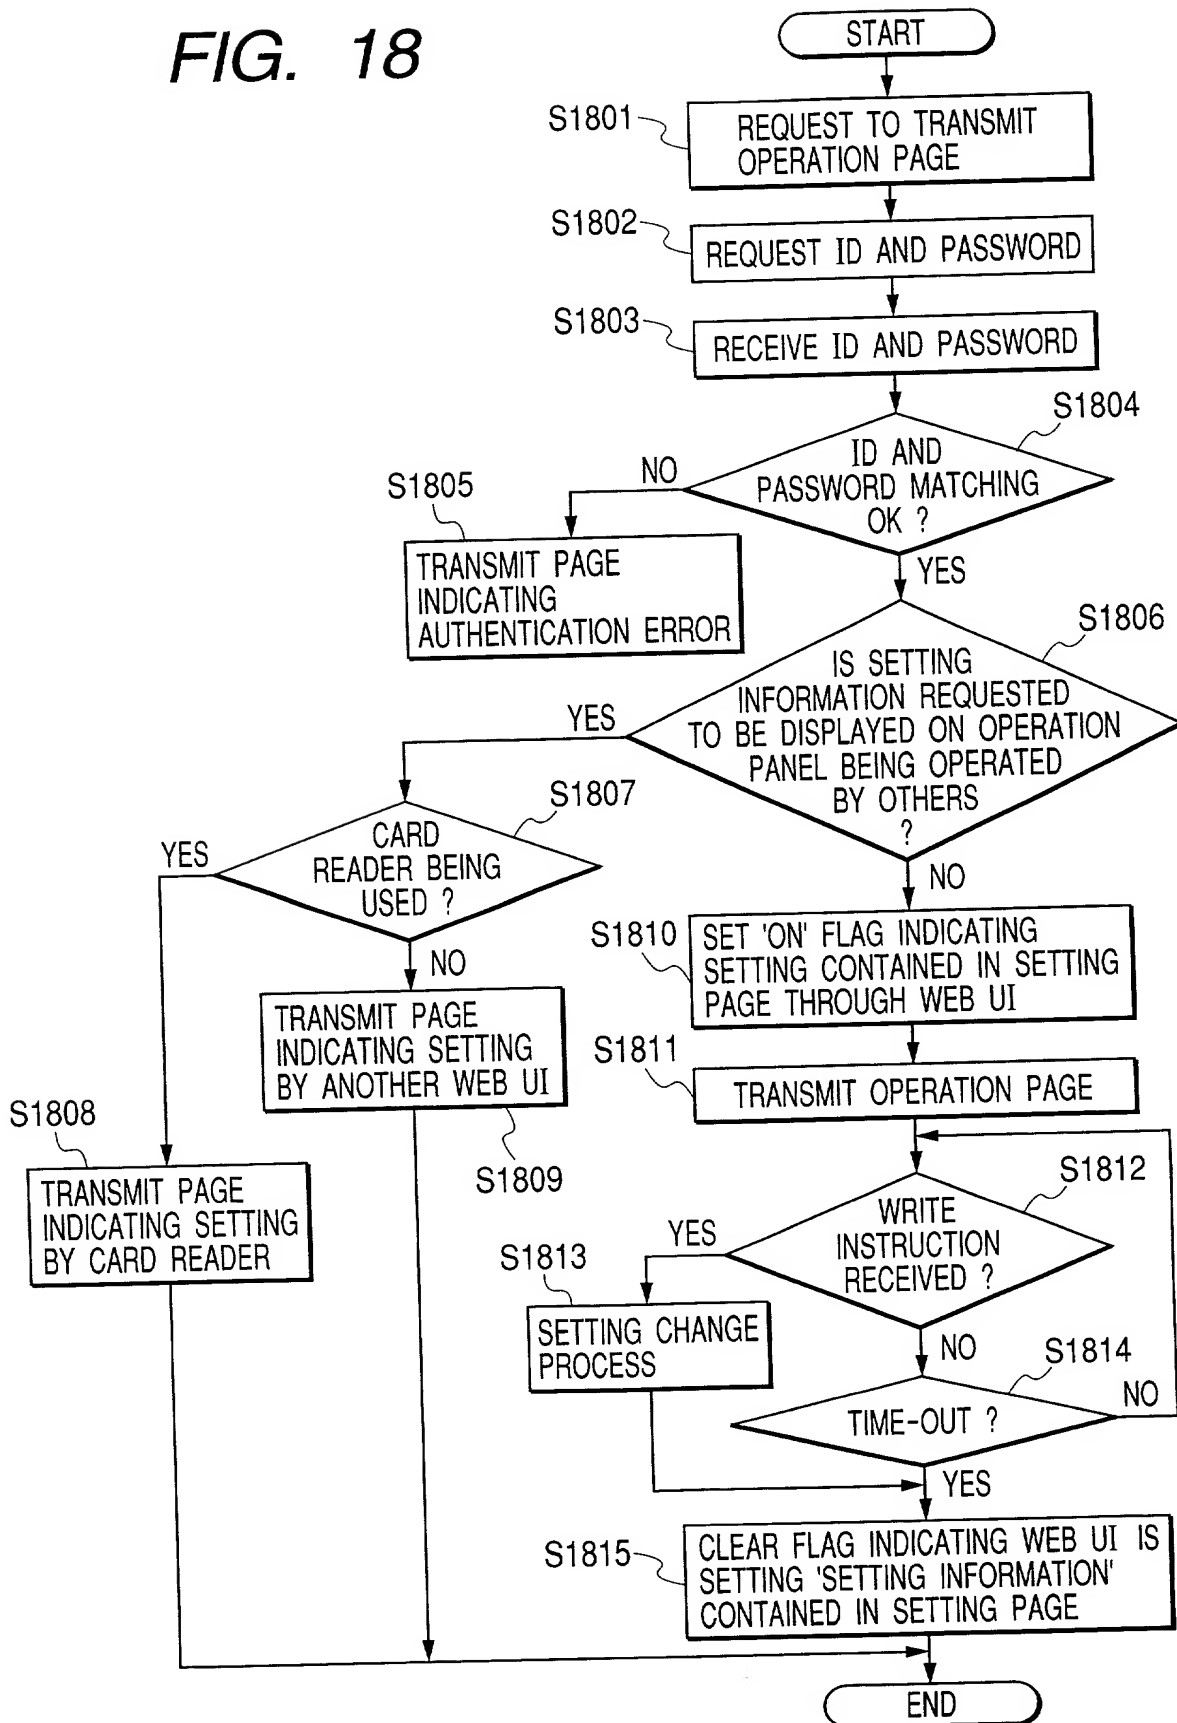 FIG. 18
START
S1801
REQUEST TO TRANSMIT
OPERATION PAGE
S1802
REQUEST ID AND PASSWORD
S1803
RECEIVE ID AND PASSWORD
S1804
ID AND
PASSWORD MATCHING
OK ?
NO
S1805
TRANSMIT PAGE
INDICATING
AUTHENTICATION ERROR
YES
S1806
IS SETTING
INFORMATION REQUESTED
TO BE DISPLAYED ON OPERATION
PANEL BEING OPERATED
BY OTHERS
?
YES
S1807
CARD
READER BEING
USED ?
YES
NO
NO
S1810
SET 'ON' FLAG INDICATING
SETTING CONTAINED IN SETTING
PAGE THROUGH WEB UI
TRANSMIT PAGE
INDICATING SETTING
BY ANOTHER WEB UI
S1809
S1811
TRANSMIT OPERATION PAGE
S1808
TRANSMIT PAGE
INDICATING SETTING
BY CARD READER
S1812
WRITE
INSTRUCTION
RECEIVED ?
YES
S1813
SETTING CHANGE
PROCESS
NO
S1814
TIME-OUT ?
NO
YES
S1815
CLEAR FLAG INDICATING WEB UI IS
SETTING 'SETTING INFORMATION'
CONTAINED IN SETTING PAGE
END